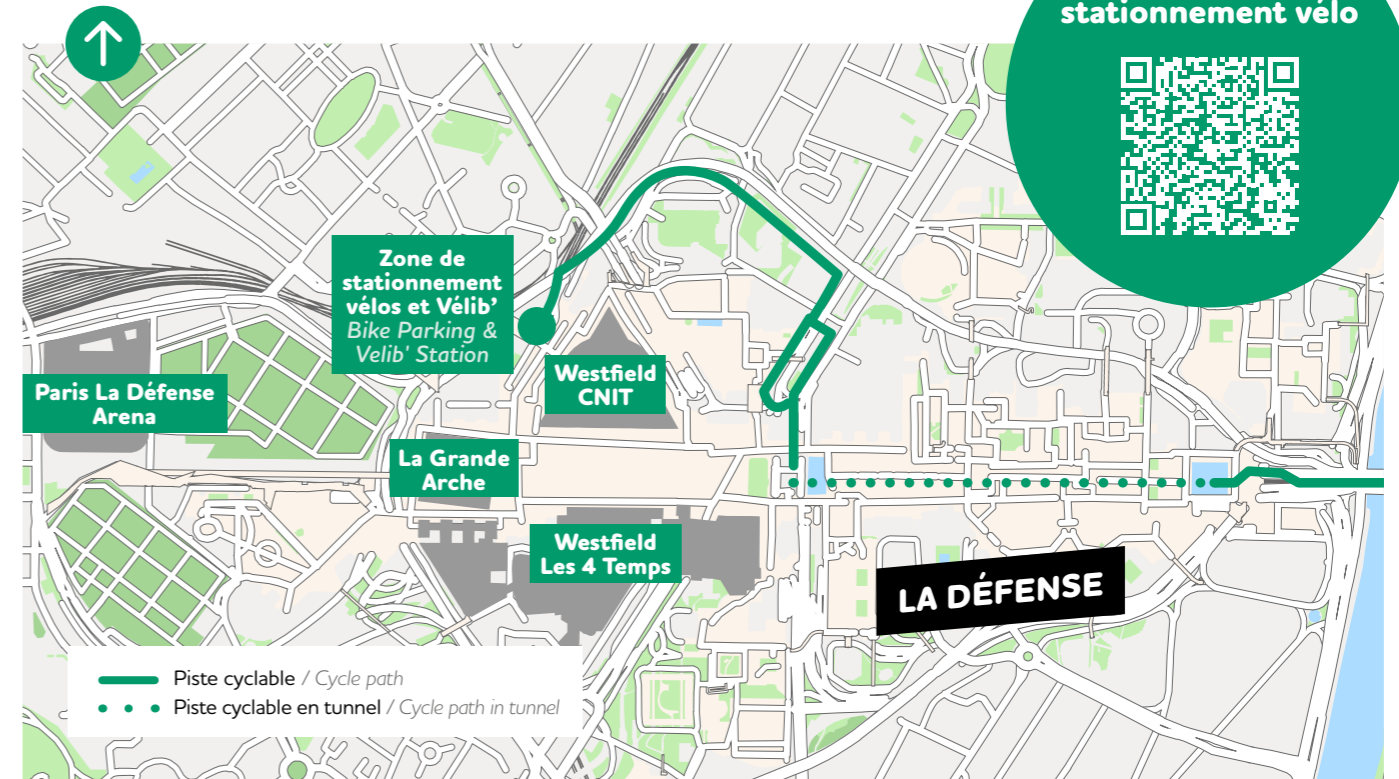 stationnement vélo
Zone de
stationnement
vélos et Vélib’
Bike Parking &
Velib' Station
Westfield
CNIT
Paris La Défense
Arena
La Grande
Arche
Westfield
Les 4 Temps
LA DÉFENSE
Piste cyclable / Cycle path
Piste cyclable en tunnel / Cycle path in tunnel